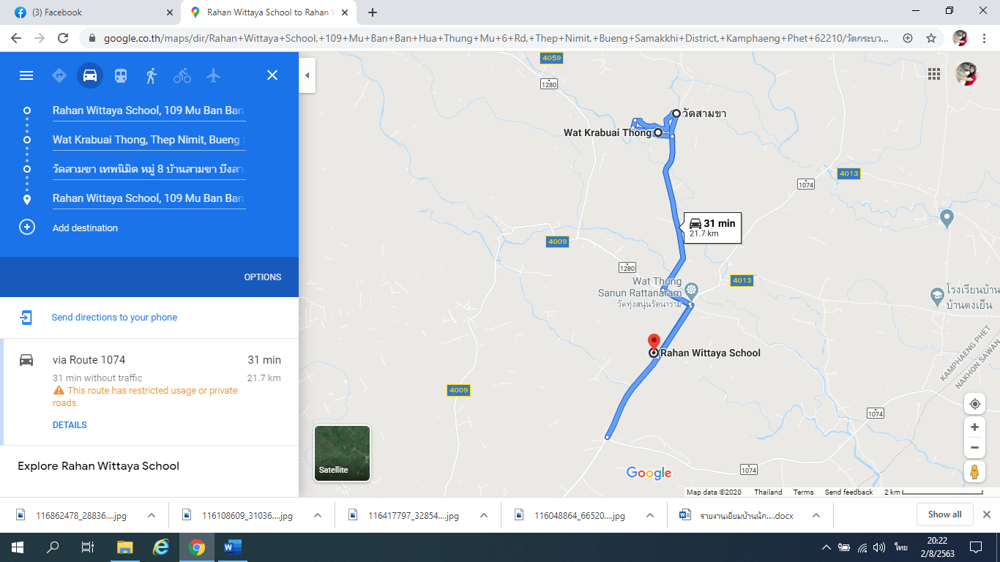 (3) Facebook
Rahan Wittaya School to Rahan W
google.co.th/maps/dir/Rahan+Wittaya+School,+109+Mu+Ban+Ban+Hua+Thung+Mu+6+Rd,+Thep+Nimit,+Bueng+Samakkhi+District,+Kamphaeng+Phet+62210/วัดกระบว...
Rahan Wittaya School, 109 Mu Ban Ban
Wat Krabuai Thong, Thep Nimit, Bueng S
วัดสามขา เทพนิมิต หมู่ 8 บ้านสามขา บึงสา
Rahan Wittaya School, 109 Mu Ban Ban
Add destination
OPTIONS
Send directions to your phone
via Route 1074
31 min
31 min without traffic
21.7 km
This route has restricted usage or private
roads.
DETAILS
Explore Rahan Wittaya School
4059
1280
วัดสามขา
Wat Krabuai Thong
4013
1074
31 min
21.7 km
4009
1280
4013
Wat Thung
Sanun Rattanaram
วัดทุ่งสนุ่นรัตนาราม
โรงเรียนบ้าน
บ้านดงเย็น
Rahan Wittaya School
KAMPHAENG PHET
NAKHON SAWAN
4009
1074
1074
Satellite
Google
Map data ©2020
Thailand
Terms
Send feedback
2 km
116862478_28836....jpg
116108609_31036....jpg
116417797_32854....jpg
116048864_66520....jpg
รายงานเยี่ยมบ้านนัก....docx
Show all
ไทย
20:22
2/8/2563